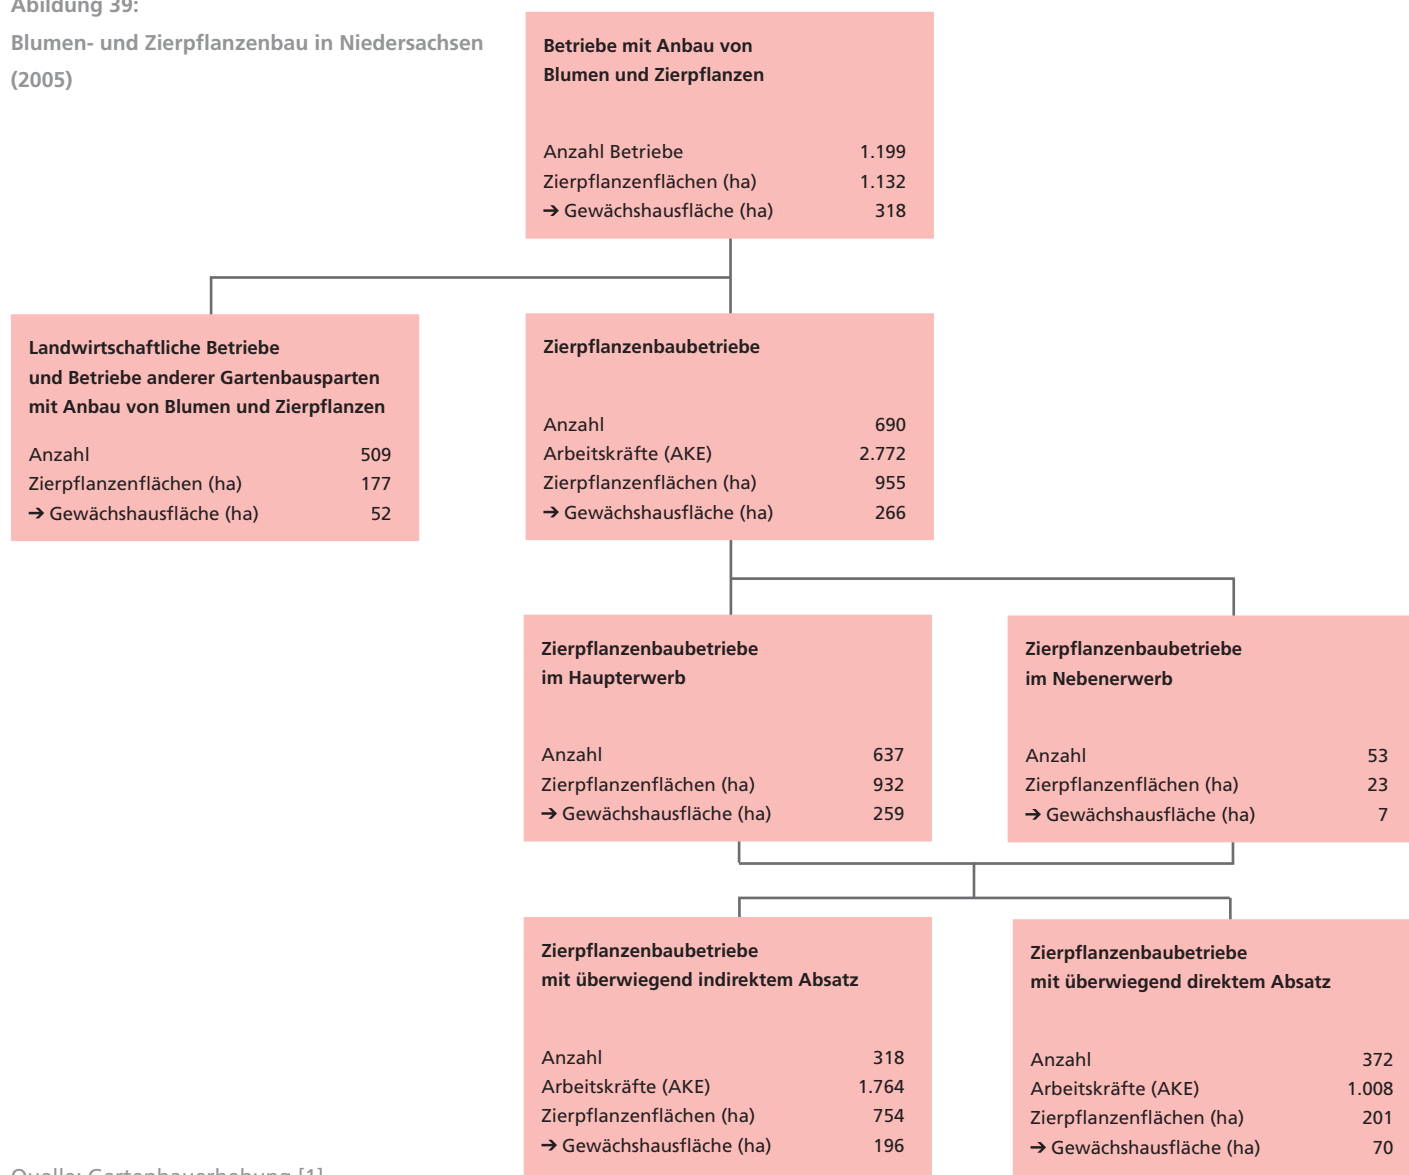 Abildung 39:
Blumen- und Zierpflanzenbau in Niedersachsen
(2005)
Betriebe mit Anbau von
Blumen und Zierpflanzen
Anzahl Betriebe 1.199
Zierpflanzenflächen (ha) 1.132
➔ Gewächshausfläche (ha) 318
Landwirtschaftliche Betriebe
und Betriebe anderer Gartenbausparten
mit Anbau von Blumen und Zierpflanzen
Anzahl 509
Zierpflanzenflächen (ha) 177
➔ Gewächshausfläche (ha) 52
Zierpflanzenbaubetriebe
Anzahl 690
Arbeitskräfte (AKE) 2.772
Zierpflanzenflächen (ha) 955
➔ Gewächshausfläche (ha) 266
Zierpflanzenbaubetriebe
im Haupterwerb
Anzahl 637
Zierpflanzenflächen (ha) 932
➔ Gewächshausfläche (ha) 259
Zierpflanzenbaubetriebe
im Nebenerwerb
Anzahl 53
Zierpflanzenflächen (ha) 23
➔ Gewächshausfläche (ha) 7
Zierpflanzenbaubetriebe
mit überwiegend indirektem Absatz
Anzahl 318
Arbeitskräfte (AKE) 1.764
Zierpflanzenflächen (ha) 754
➔ Gewächshausfläche (ha) 196
Zierpflanzenbaubetriebe
mit überwiegend direktem Absatz
Anzahl 372
Arbeitskräfte (AKE) 1.008
Zierpflanzenflächen (ha) 201
➔ Gewächshausfläche (ha) 70
Quelle: Gartenbauerhebung [1]